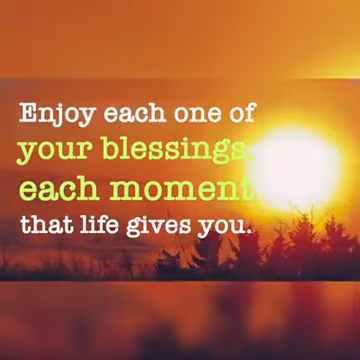 Enjoy each one of
your blessings,
each moment
that life gives you.